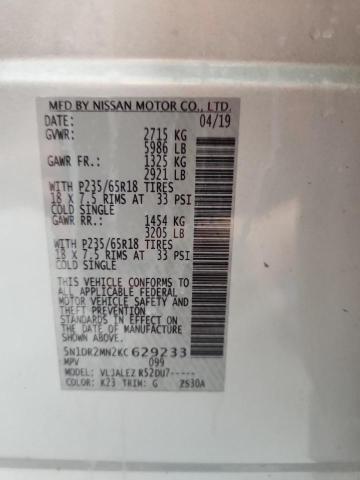 MFD BY NISSAN MOTOR CO., LTD.
DATE: 04/19
GVWR: 2715 KG
5986 LB
GAWR FR.: 1325 KG
2921 LB
WITH P235/65R18 TIRES
18 X 7.5 RIMS AT 33 PSI
COLD SINGLE
GAWR RR.: 1454 KG
3205 LB
WITH P235/65R18 TIRES
18 X 7.5 RIMS AT 33 PSI
COLD SINGLE
THIS VEHICLE CONFORMS TO
ALL APPLICABLE FEDERAL
MOTOR VEHICLE SAFETY
AND THEFT PREVENTION
STANDARDS IN EFFECT ON
THE DATE OF MANUFACTURE
SHOWN ABOVE.
5N1DR2MN2KC629233
MPV 099
MODEL: VLJALEZ R52DU7-----
COLOR: K23 TRIM: G ZS30A